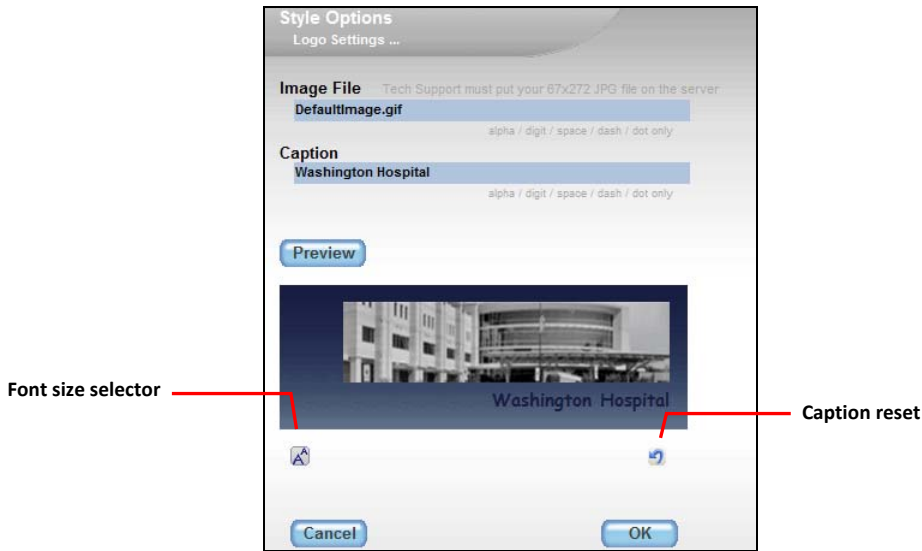 Style Options
Logo Settings ...
Image File Tech Support must put your 67x272 JPG file on the server
DefaultImage.gif
alpha / digit / space / dash / dot only
Caption
Washington Hospital
alpha / digit / space / dash / dot only
Preview
Washington Hospital
Font size selector
Caption reset
A A
Cancel
OK